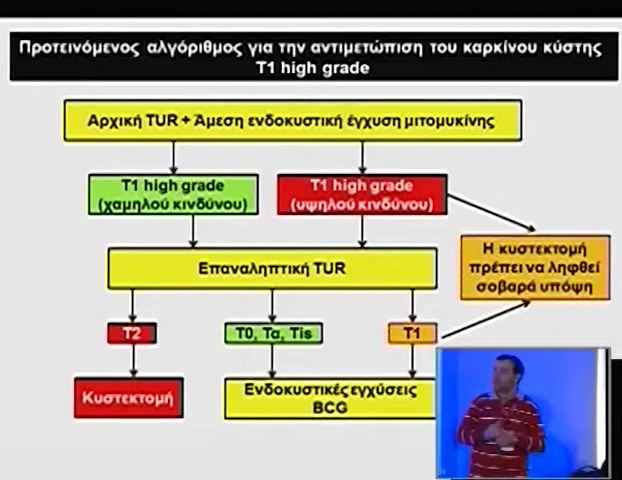 Προτεινόμενος αλγόριθμος για την αντιμετώπιση του καρκίνου κύστης
T1 high grade
Αρχική TUR + Άμεση ενδοκυστική έγχυση μιτομυκίνης
T1 high grade
(χαμηλού κινδύνου)
T1 high grade
(υψηλού κινδύνου)
Η κυστεκτομή
πρέπει να ληφθεί
σοβαρά υπόψη
Επαναληπτική TUR
T2
T0, Ta, Tis
T1
Κυστεκτομή
Ενδοκυστικές εγχύσεις
BCG